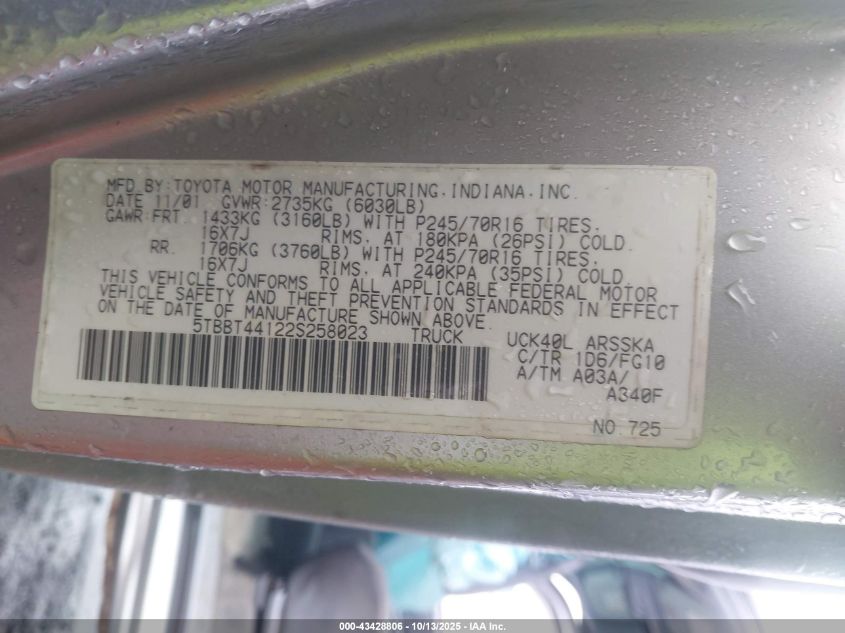 MFD.BY:TOYOTA MOTOR MANUFACTURING.INDIANA.INC.
DATE 11/01 GVWR:2735KG (6030LB)
GAWR:FRT. 1433KG (3160LB) WITH P245/70R16 TIRES.
16X7J RIMS. AT 180KPA (26PSI) COLD.
RR. 1706KG (3760LB) WITH P245/70R16 TIRES.
16X7J RIMS. AT 240KPA (35PSI) COLD.
THIS VEHICLE CONFORMS TO ALL APPLICABLE FEDERAL MOTOR
VEHICLE SAFETY AND THEFT PREVENTION STANDARDS IN EFFECT
ON THE DATE OF MANUFACTURE SHOWN ABOVE.
5TBBT44122S258023 TRUCK
UCK40L ARSSKA
C/TR 1D6/FG10
A/TM A03A/
A340F
NO.725
000-43428806 - 10/13/2025 - IAA Inc.